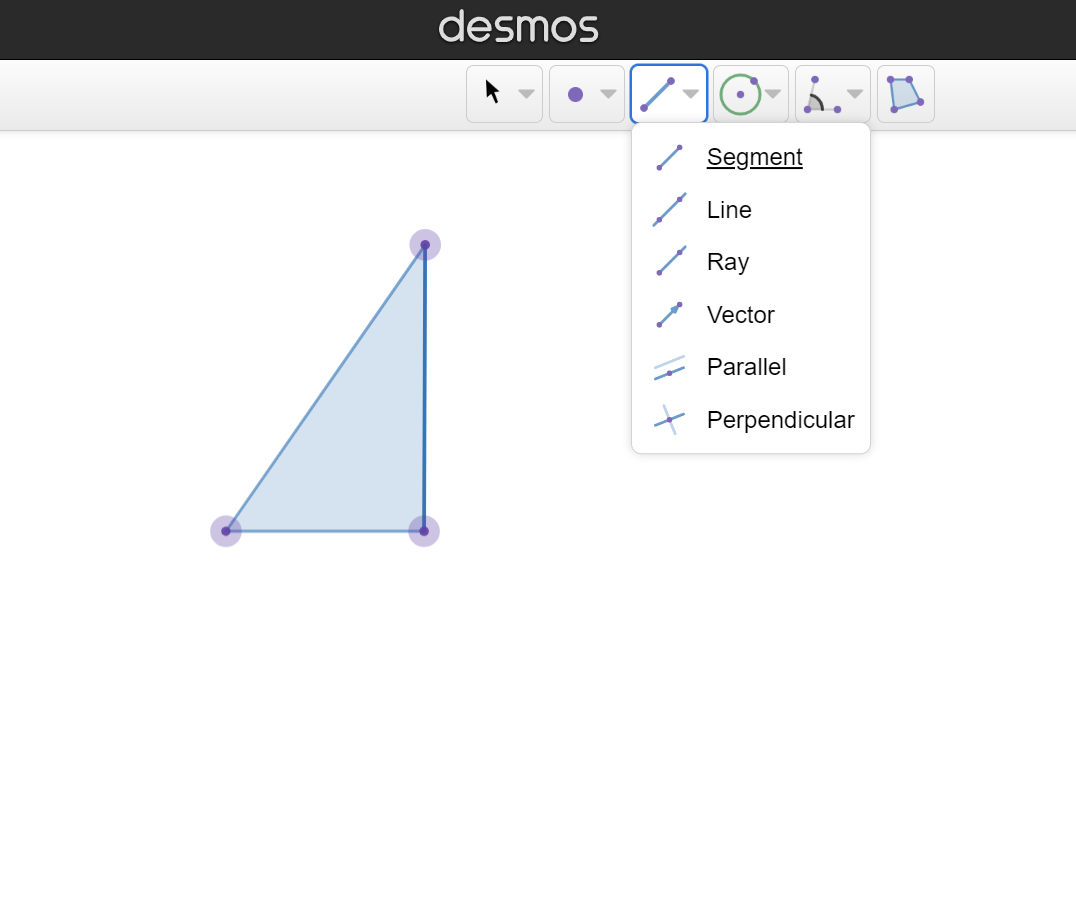 desmos
Segment
Line
Ray
Vector
Parallel
Perpendicular